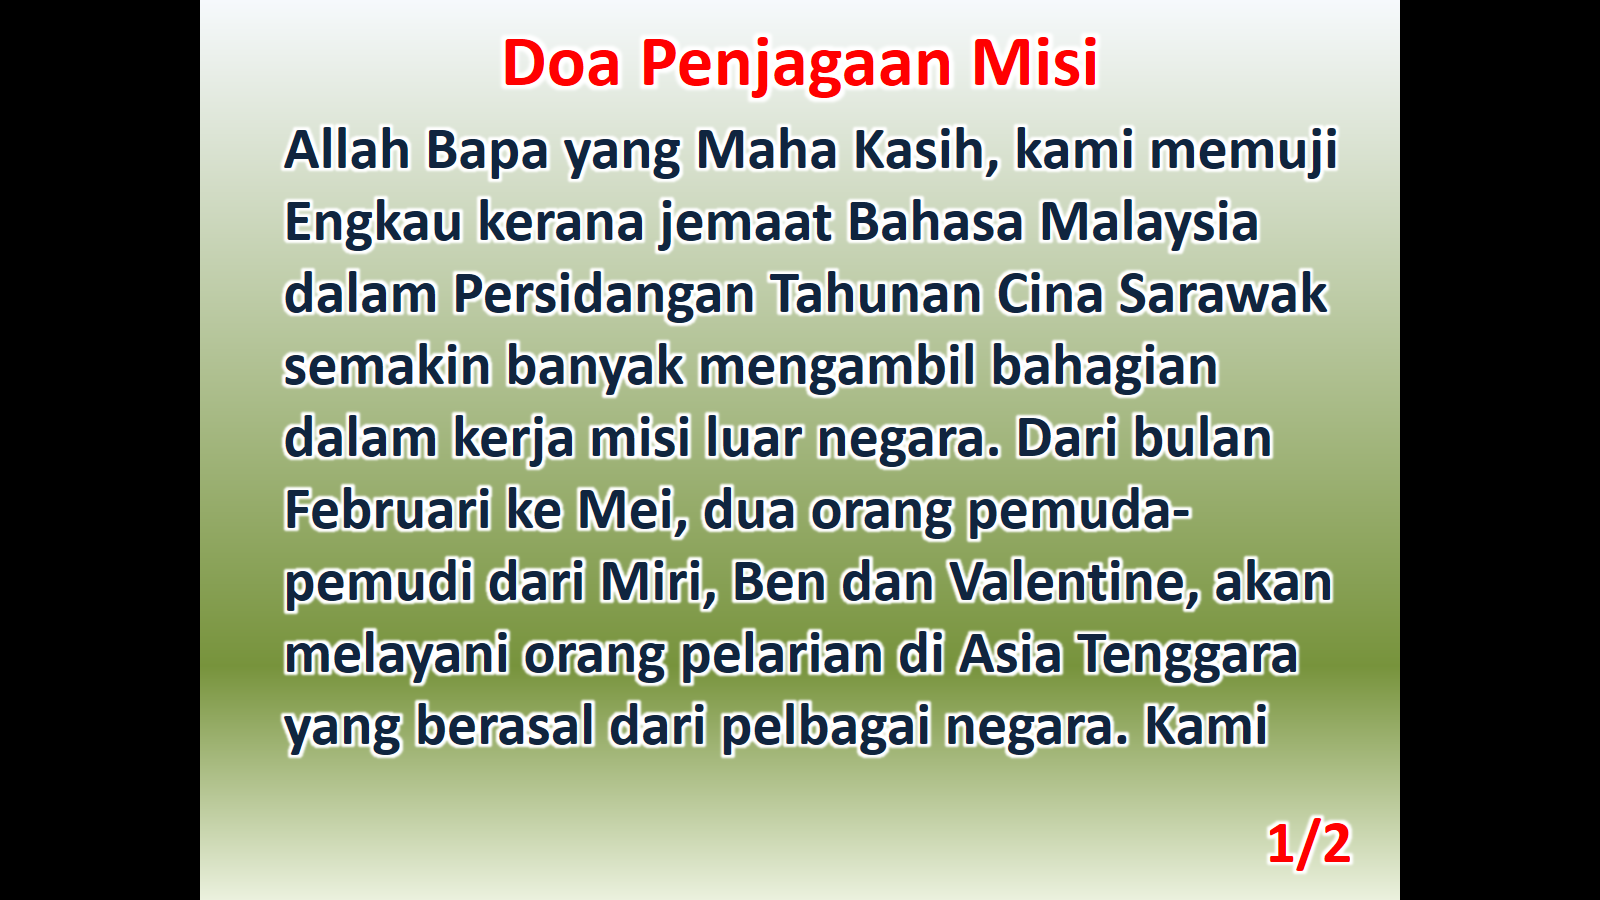 Doa Penjagaan Misi
Allah Bapa yang Maha Kasih, kami memuji
Engkau kerana jemaat Bahasa Malaysia
dalam Persidangan Tahunan Cina Sarawak
semakin banyak mengambil bahagian
dalam kerja misi luar negara. Dari bulan
Februari ke Mei, dua orang pemuda-
pemudi dari Miri, Ben dan Valentine, akan
melayani orang pelarian di Asia Tenggara
yang berasal dari pelbagai negara. Kami
1/2